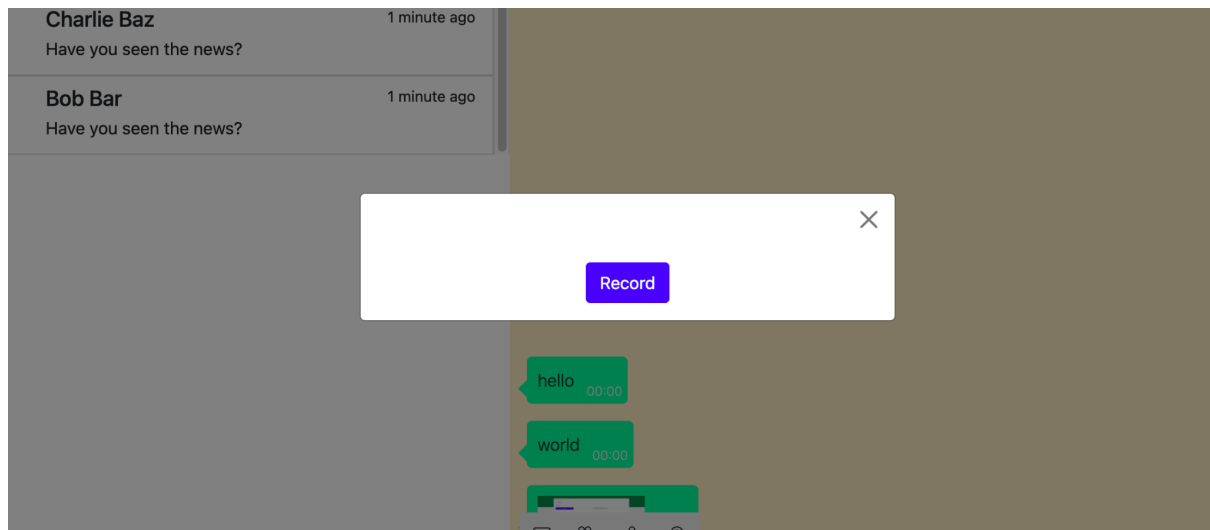 Charlie Baz
1 minute ago
Have you seen the news?
Bob Bar
1 minute ago
Have you seen the news?
Record
hello
00:00
world
00:00